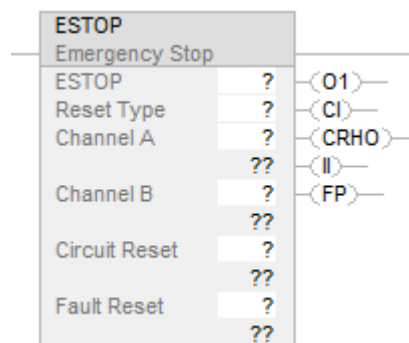 ESTOP
Emergency Stop
ESTOP ? O1
Reset Type ? CI
Channel A ? CRHO
?? II
Channel B ? FP
??
Circuit Reset ?
??
Fault Reset ?
??